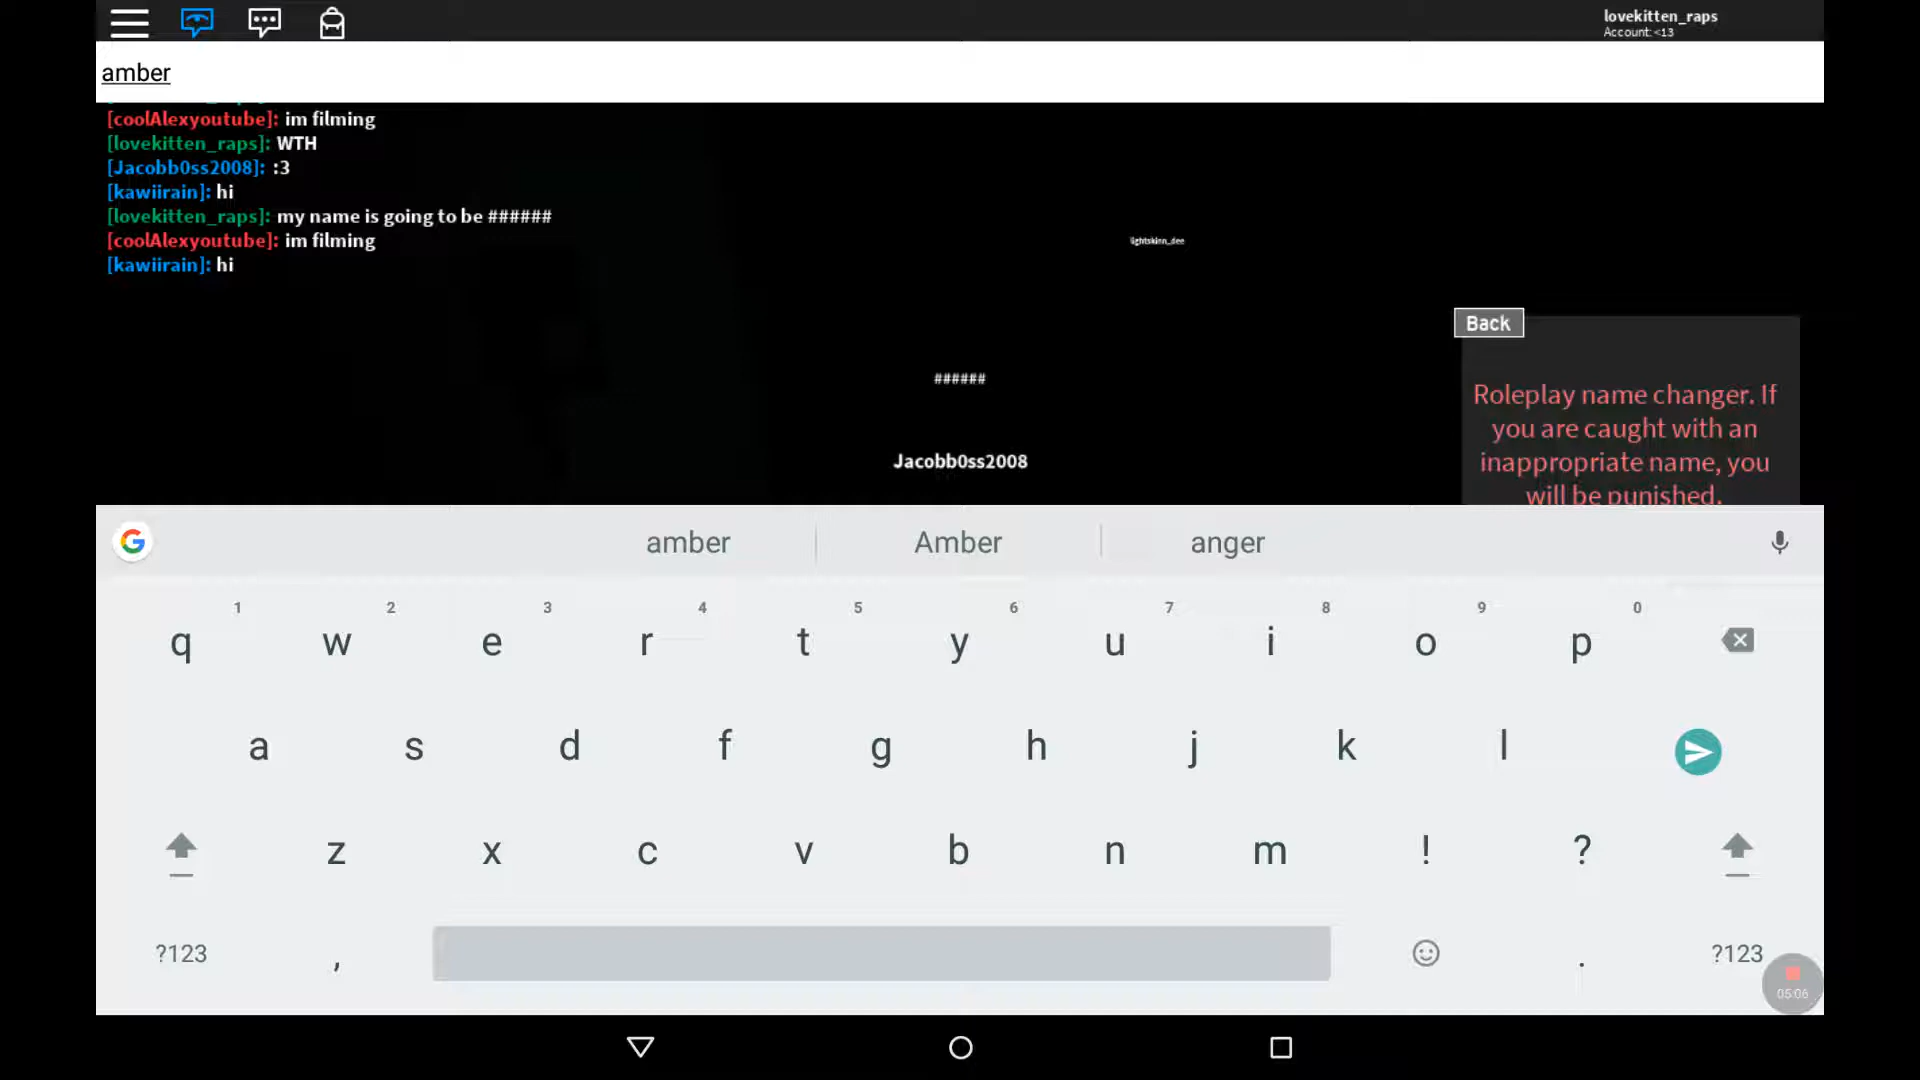 lovekitten_raps
Account: <13
amber
[coolAlexyoutube]: im filming
[lovekitten_raps]: WTH
[Jacobb0ss2008]: :3
[kawiirain]: hi
[lovekitten_raps]: my name is going to be ######
[coolAlexyoutube]: im filming
[kawiirain]: hi
lightskinn_dee
######
Jacobb0ss2008
Back
Roleplay name changer. If
you are caught with an
inappropriate name, you
will be punished.
amber Amber anger
1 2 3 4 5 6 7 8 9 0
q w e r t y u i o p
a s d f g h j k l
z x c v b n m ! ?
?123 , . ?123
05:06